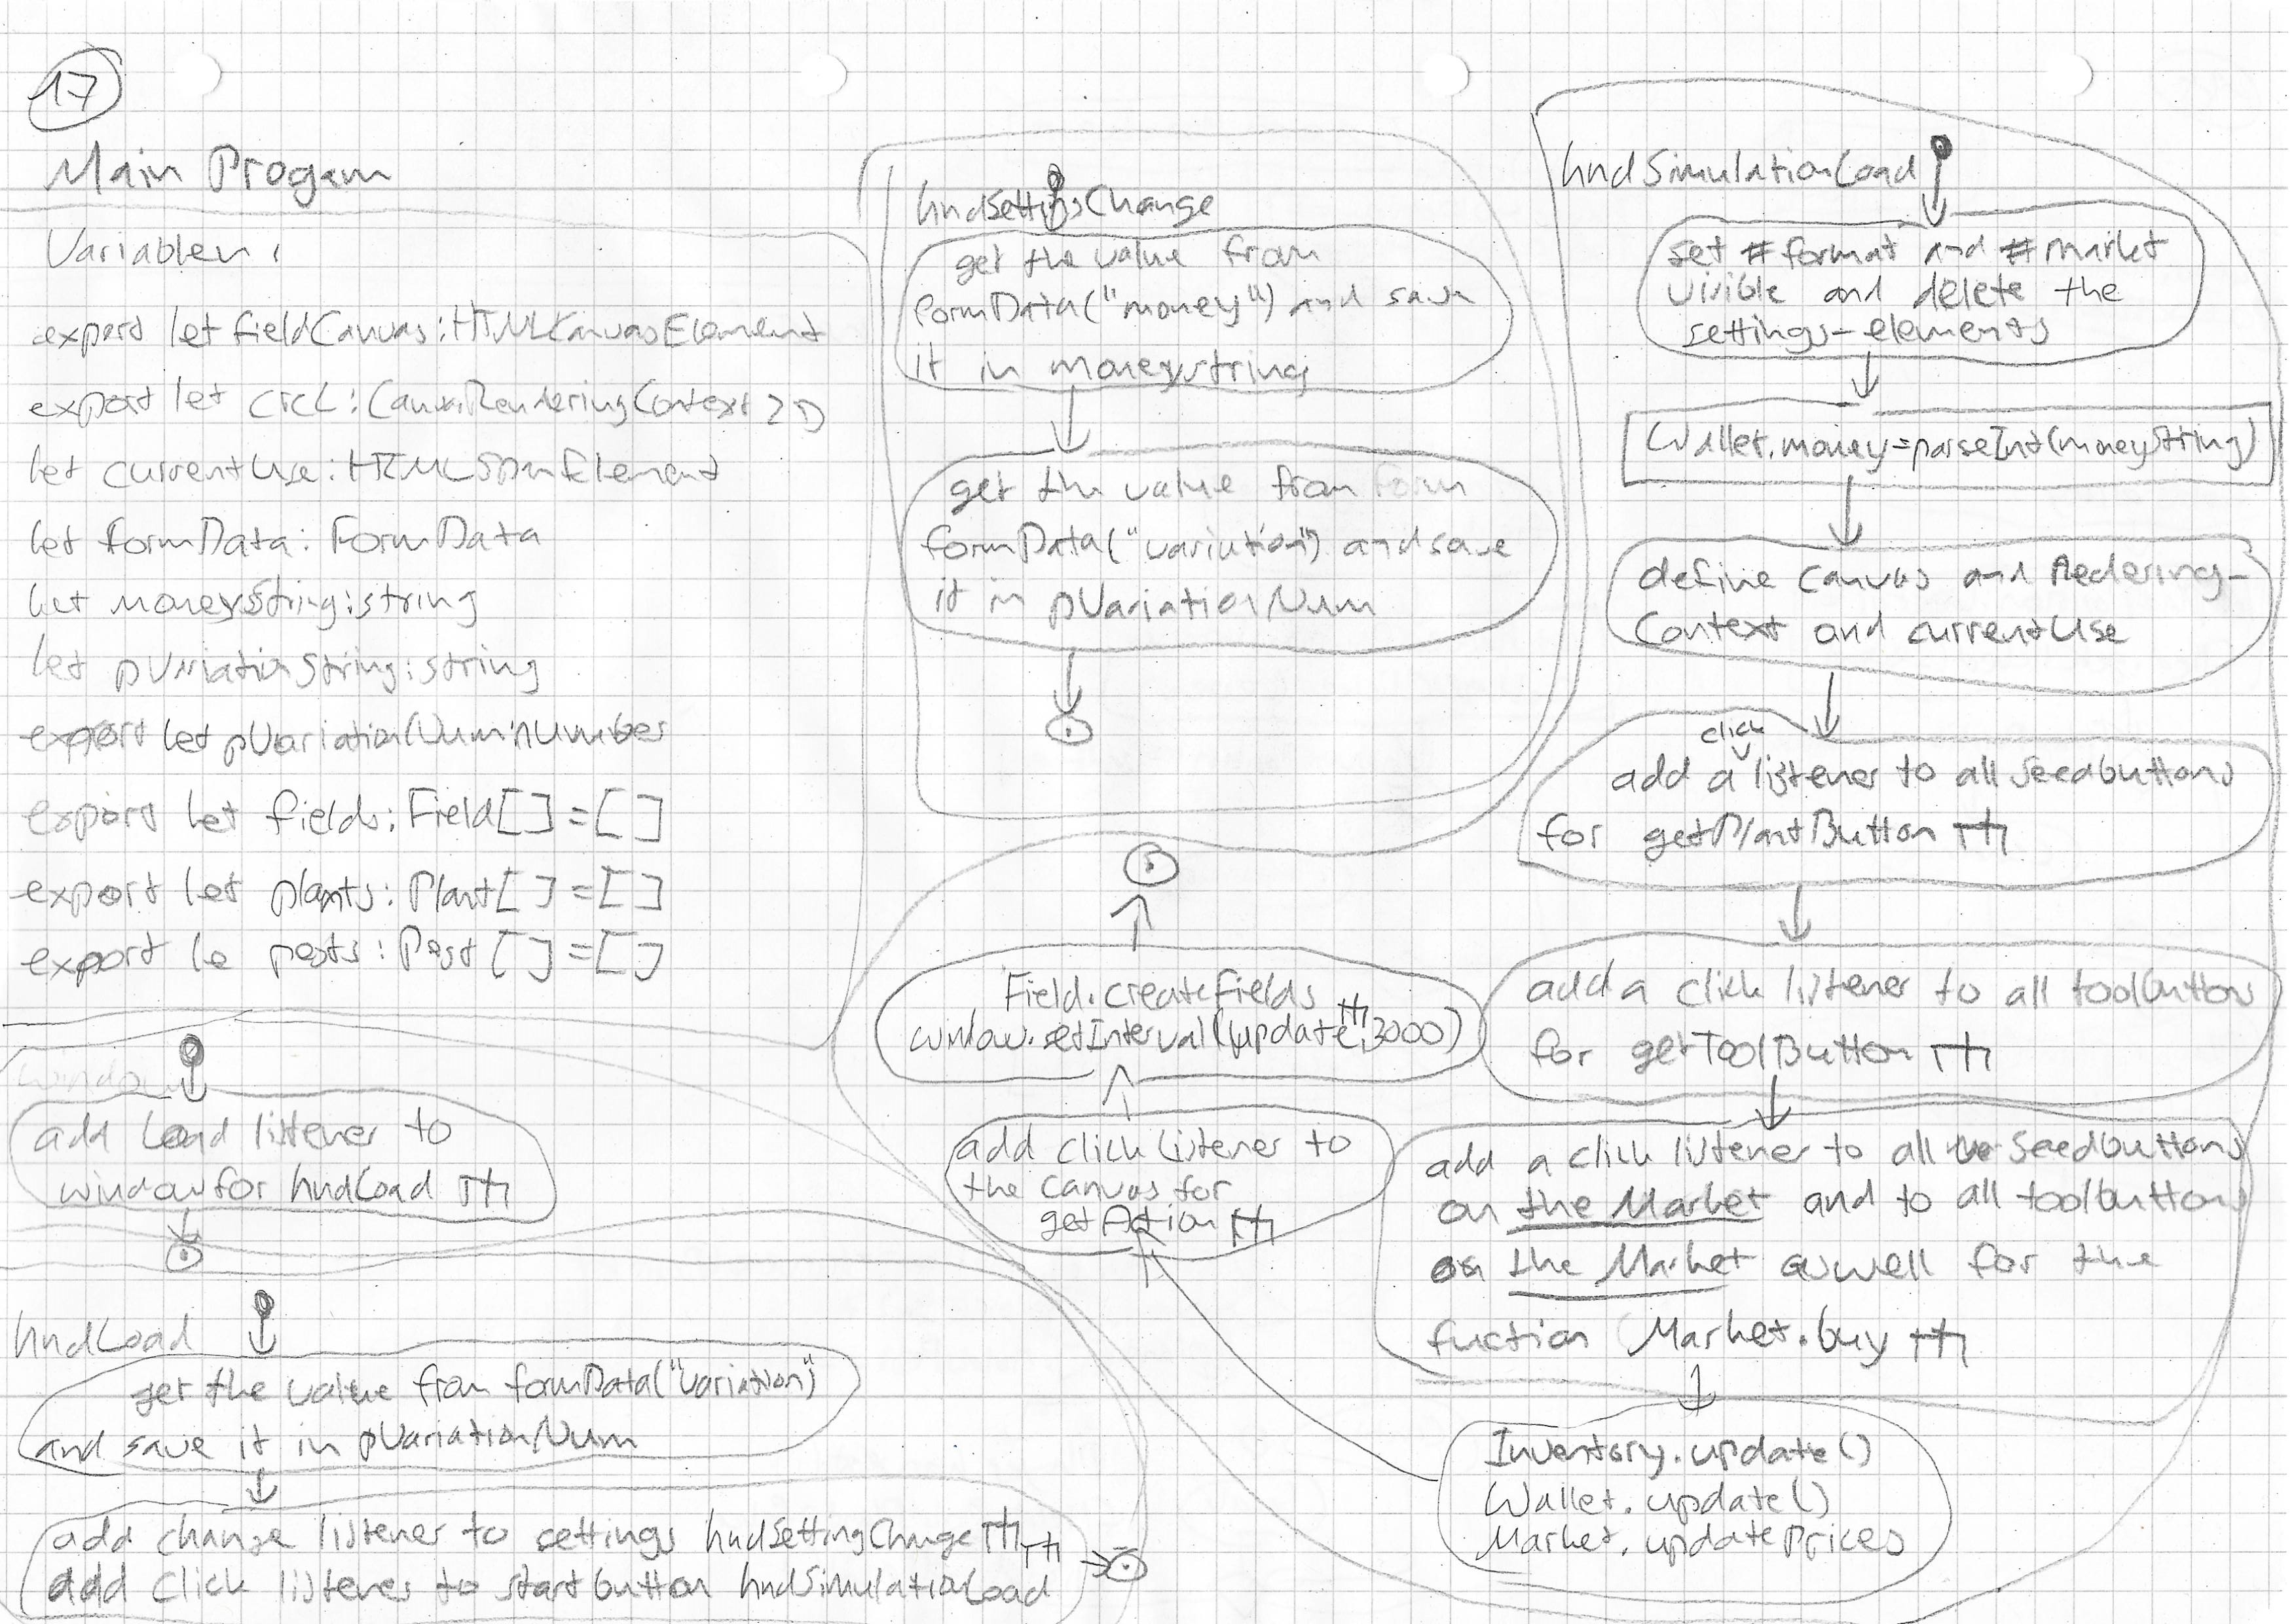 17
Main Progam
Variablen:
export let fieldCanvas: HTMLCanvasElement
export let crc2: CanvasRenderingContext2D
let currentUse: HTMLSpanElement
let formData: FormData
let moneyString: string
let pVariationString: string
export let pVariationNum: number
export let fields: Field[] = []
export let plants: Plant[] = []
export le pests: Pest[] = []
window
add load listener to
window for hndLoad
hndLoad
get the value from formData("variation")
and save it in pVariationNum
add change listener to settings hndSettingChange
add click listener to startbutton hndSimulationLoad
hndSettingsChange
get the value from
formData("money") and save
it in moneystring
get the value from form
formData("variation") and save
it in pVariationNum
hndSimulationLoad
set #format and #market
visible and delete the
settings-elements
Wallet.money=parseInt(moneyString)
define Canvas and Redering-
Context and currentUse
click
add a listener to all seedbuttons
for getPlantButton
add a click listener to all toolbutton
for getToolButton
add a click listener to all Seedbuttons
on the Market and to all toolbuttons
on the Market aswell for the
fuction Market.buy
Inventory.update()
Wallet.update()
Market.updatePrices
add click listener to
the canvas for
getAction
Field.createFields
window.setInterval(update,3000)